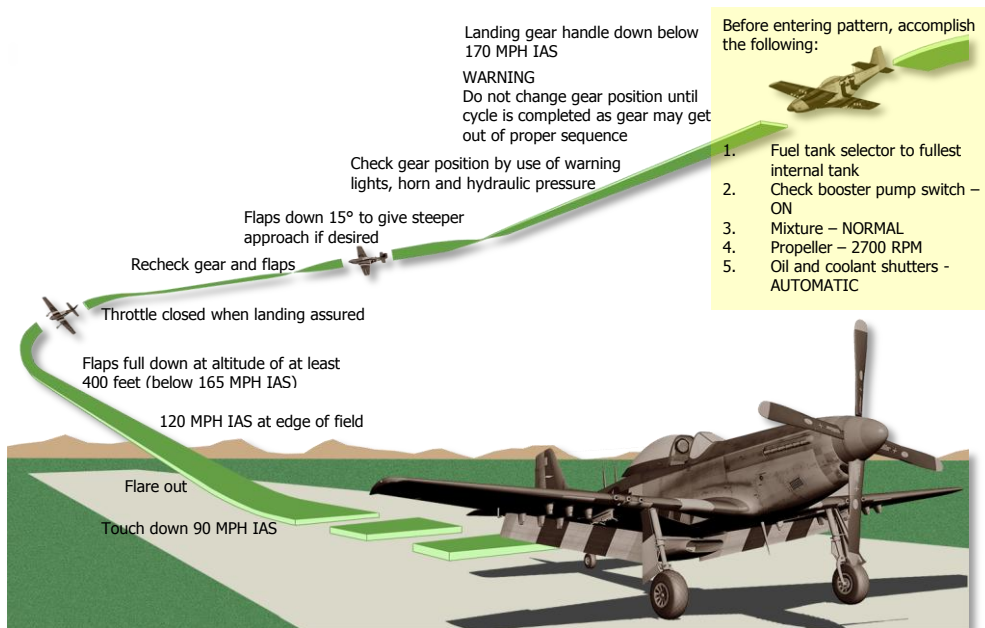 Before entering pattern, accomplish
the following:
1. Fuel tank selector to fullest
internal tank
2. Check booster pump switch –
ON
3. Mixture – NORMAL
4. Propeller – 2700 RPM
5. Oil and coolant shutters -
AUTOMATIC
Landing gear handle down below
170 MPH IAS
WARNING
Do not change gear position until
cycle is completed as gear may get
out of proper sequence
Check gear position by use of warning
lights, horn and hydraulic pressure
Flaps down 15° to give steeper
approach if desired
Recheck gear and flaps
Throttle closed when landing assured
Flaps full down at altitude of at least
400 feet (below 165 MPH IAS)
120 MPH IAS at edge of field
Flare out
Touch down 90 MPH IAS